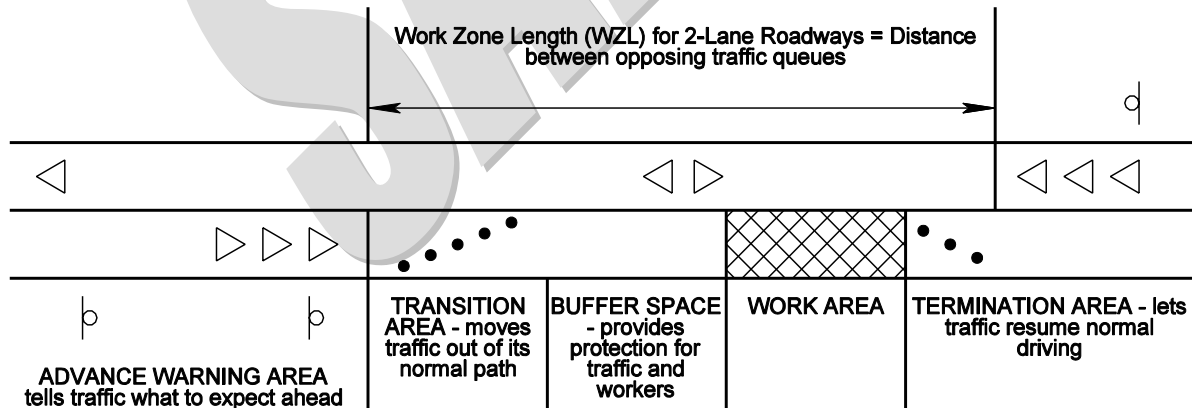 Work Zone Length (WZL) for 2-Lane Roadways = Distance
between opposing traffic queues
TRANSITION
AREA - moves
traffic out of its
normal path
BUFFER SPACE
- provides
protection for
traffic and
workers
WORK AREA
TERMINATION AREA - lets
traffic resume normal
driving
ADVANCE WARNING AREA
tells traffic what to expect ahead